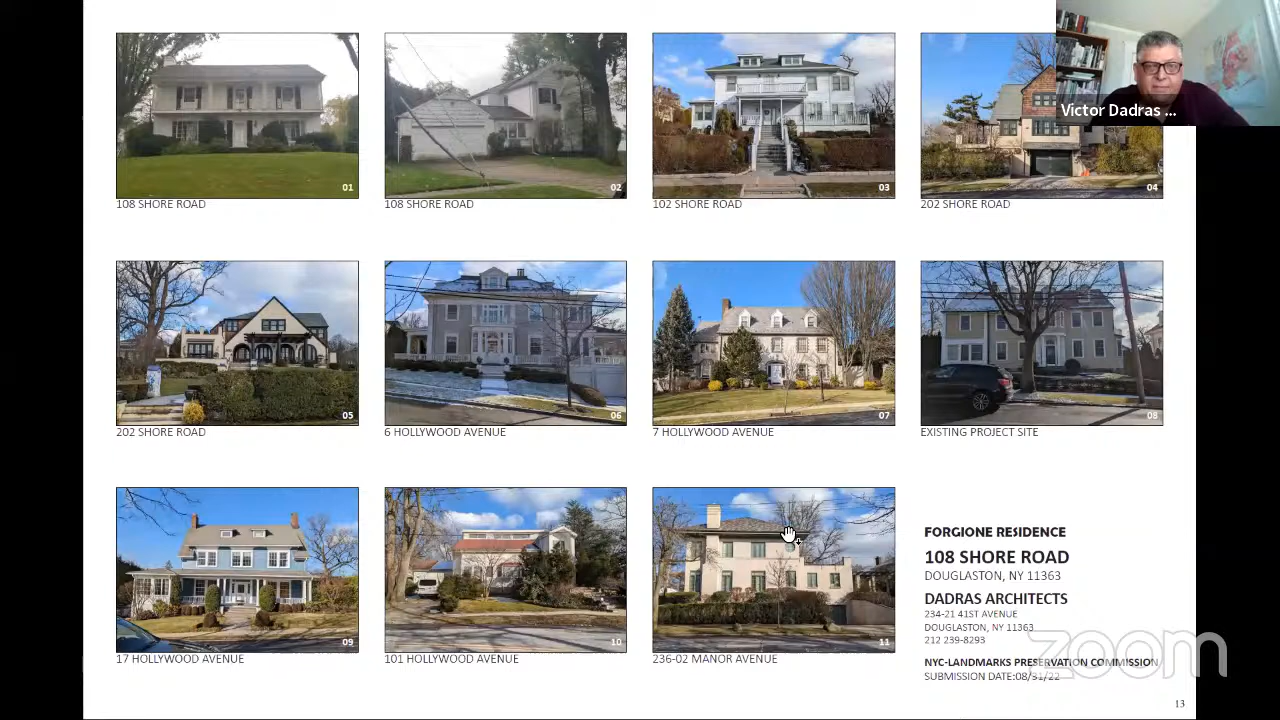 Victor Dadras ...
01
108 SHORE ROAD
02
108 SHORE ROAD
03
102 SHORE ROAD
04
202 SHORE ROAD
05
202 SHORE ROAD
06
6 HOLLYWOOD AVENUE
07
7 HOLLYWOOD AVENUE
08
EXISTING PROJECT SITE
09
17 HOLLYWOOD AVENUE
10
101 HOLLYWOOD AVENUE
11
236-02 MANOR AVENUE
FORGIONE RESIDENCE
108 SHORE ROAD
DOUGLASTON, NY 11363
DADRAS ARCHITECTS
234-21 41ST AVENUE
DOUGLASTON, NY 11363
212 239-8293
NYC-LANDMARKS PRESERVATION COMMISSION
SUBMISSION DATE:08/31/22
zoom
13